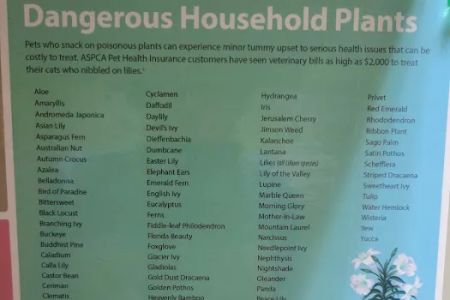 Dangerous Household Plants
Pets who snack on poisonous plants can experience minor tummy upset to serious health issues that can be
costly to treat. ASPCA Pet Health Insurance customers have seen veterinary bills as high as $2,000 to treat
their cats who nibbled on lilies.
Aloe
Amaryllis
Andromeda Japonica
Asian Lily
Asparagus Fern
Australian Nut
Autumn Crocus
Azalea
Belladonna
Bird of Paradise
Bittersweet
Black Locust
Branching Ivy
Buckeye
Buddhist Pine
Caladium
Calla Lily
Castor Bean
Ceriman
Clematis
Cyclamen
Daffodil
Daylily
Devil's Ivy
Dieffenbachia
Dumbcane
Easter Lily
Elephant Ears
Emerald Fern
English Ivy
Eucalyptus
Ferns
Fiddle-leaf Philodendron
Florida Beauty
Foxglove
Glacier Ivy
Gladiolas
Gold Dust Dracaena
Golden Pothos
Heavenly Bamboo
Hydrangea
Iris
Jerusalem Cherry
Jimson Weed
Kalanchoe
Lantana
Lilies (all Lilium species)
Lily of the Valley
Lupine
Marble Queen
Morning Glory
Mother-in-Law
Mountain Laurel
Narcissus
Needlepoint Ivy
Nephthysis
Nightshade
Oleander
Panda
Peace Lily
Privet
Red Emerald
Rhododendron
Ribbon Plant
Sago Palm
Satin Pothos
Schefflera
Striped Dracaena
Sweetheart Ivy
Tulip
Water Hemlock
Wisteria
Yew
Yucca